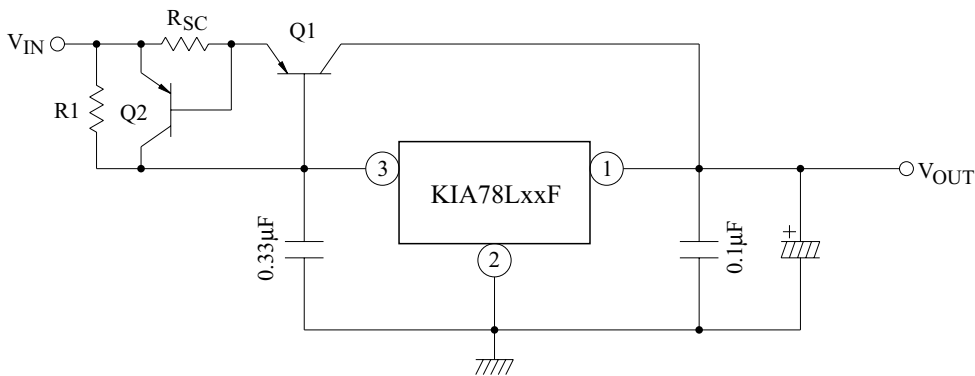 R_SC
Q1
V_IN
R1
Q2
3
KIA78LxxF
1
V_OUT
2
0.33μF
0.1μF
+